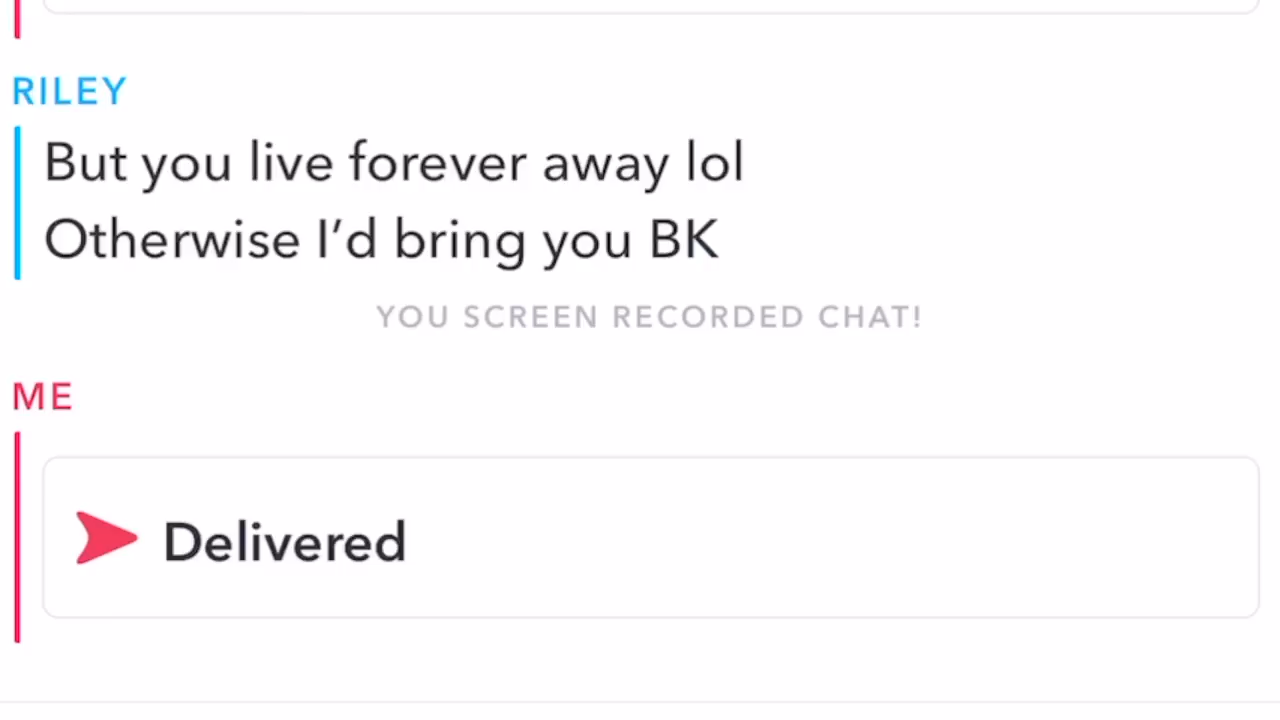 RILEY
But you live forever away lol
Otherwise I’d bring you BK
YOU SCREEN RECORDED CHAT!
ME
Delivered